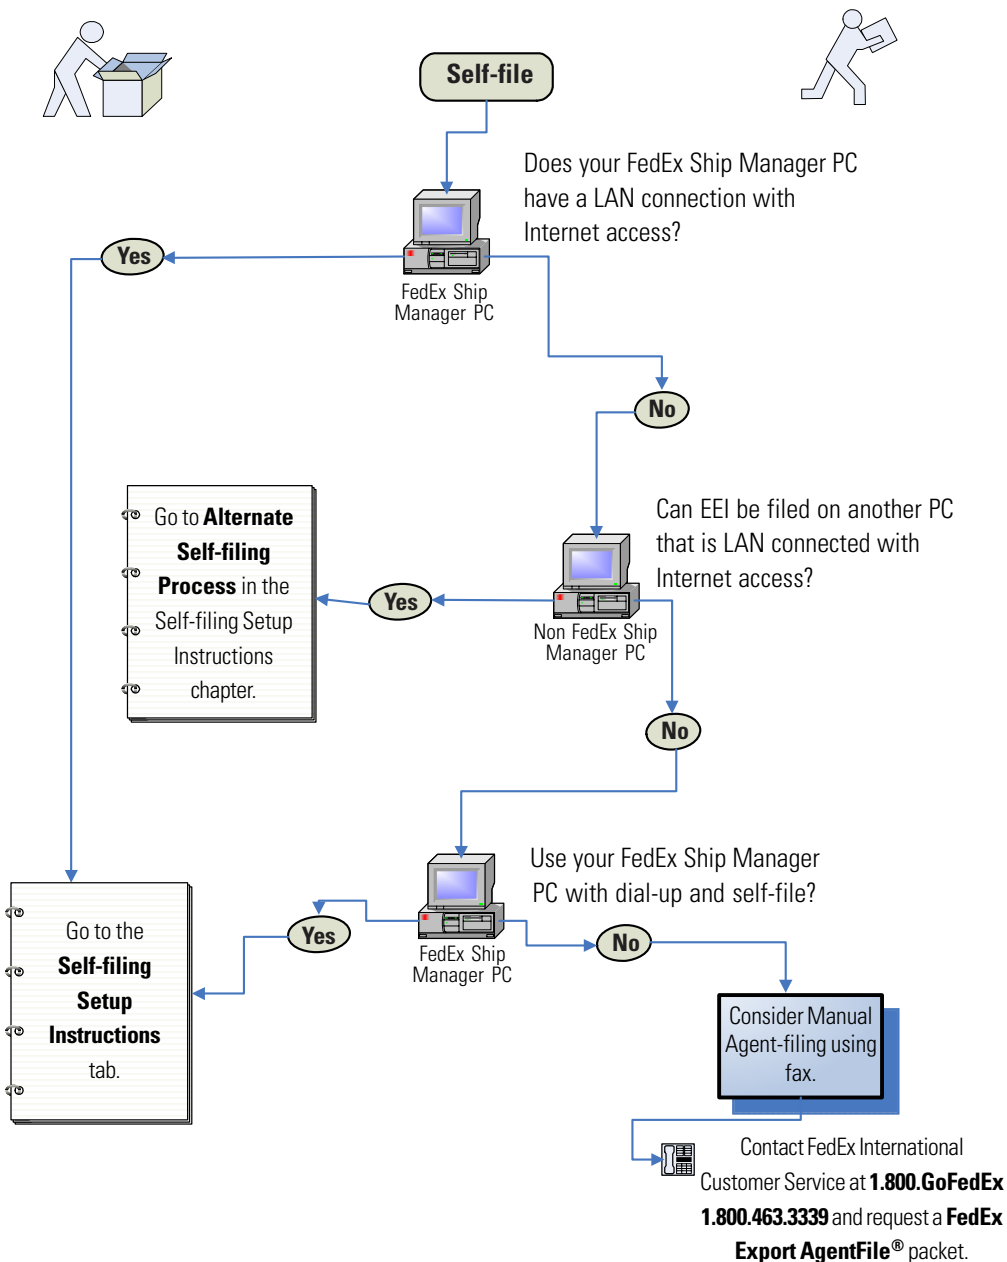 Self-file
Does your FedEx Ship Manager PC
have a LAN connection with
Internet access?
Yes
FedEx Ship
Manager PC
No
Can EEI be filed on another PC
that is LAN connected with
Internet access?
Go to Alternate
Self-filing
Process in the
Self-filing Setup
Instructions
chapter.
Yes
Non FedEx Ship
Manager PC
No
Use your FedEx Ship Manager
PC with dial-up and self-file?
Go to the
Self-filing
Setup
Instructions
tab.
Yes
FedEx Ship
Manager PC
No
Consider Manual
Agent-filing using
fax.
Contact FedEx International
Customer Service at 1.800.GoFedEx
1.800.463.3339 and request a FedEx
Export AgentFile® packet.